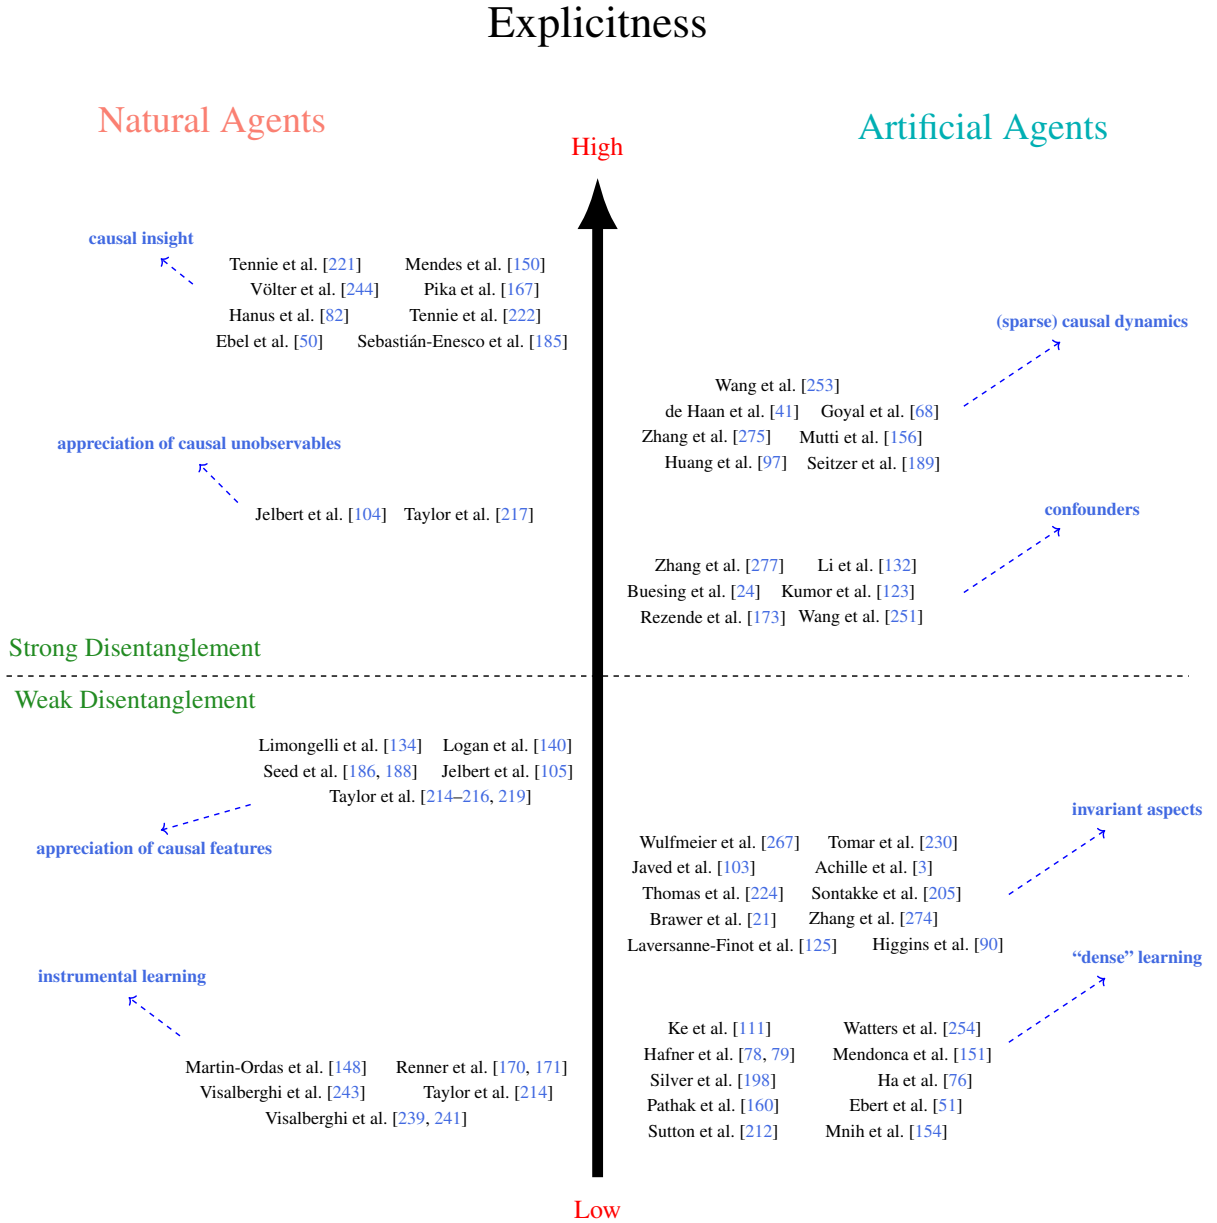 Explicitness
Natural Agents
Artificial Agents
High
causal insight
Tennie et al. [221] Mendes et al. [150]
Völter et al. [244] Pika et al. [167]
Hanus et al. [82] Tennie et al. [222]
Ebel et al. [50] Sebastián-Enesco et al. [185]
(sparse) causal dynamics
Wang et al. [253]
de Haan et al. [41] Goyal et al. [68]
Zhang et al. [275] Mutti et al. [156]
Huang et al. [97] Seitzer et al. [189]
appreciation of causal unobservables
Jelbert et al. [104] Taylor et al. [217]
confounders
Zhang et al. [277] Li et al. [132]
Buesing et al. [24] Kumor et al. [123]
Rezende et al. [173] Wang et al. [251]
Strong Disentanglement
Weak Disentanglement
Limongelli et al. [134] Logan et al. [140]
Seed et al. [186, 188] Jelbert et al. [105]
Taylor et al. [214–216, 219]
appreciation of causal features
invariant aspects
Wulfmeier et al. [267] Tomar et al. [230]
Javed et al. [103] Achille et al. [3]
Thomas et al. [224] Sontakke et al. [205]
Brawer et al. [21] Zhang et al. [274]
Laversanne-Finot et al. [125] Higgins et al. [90]
instrumental learning
Martin-Ordas et al. [148] Renner et al. [170, 171]
Visalberghi et al. [243] Taylor et al. [214]
Visalberghi et al. [239, 241]
“dense” learning
Ke et al. [111] Watters et al. [254]
Hafner et al. [78, 79] Mendonca et al. [151]
Silver et al. [198] Ha et al. [76]
Pathak et al. [160] Ebert et al. [51]
Sutton et al. [212] Mnih et al. [154]
Low